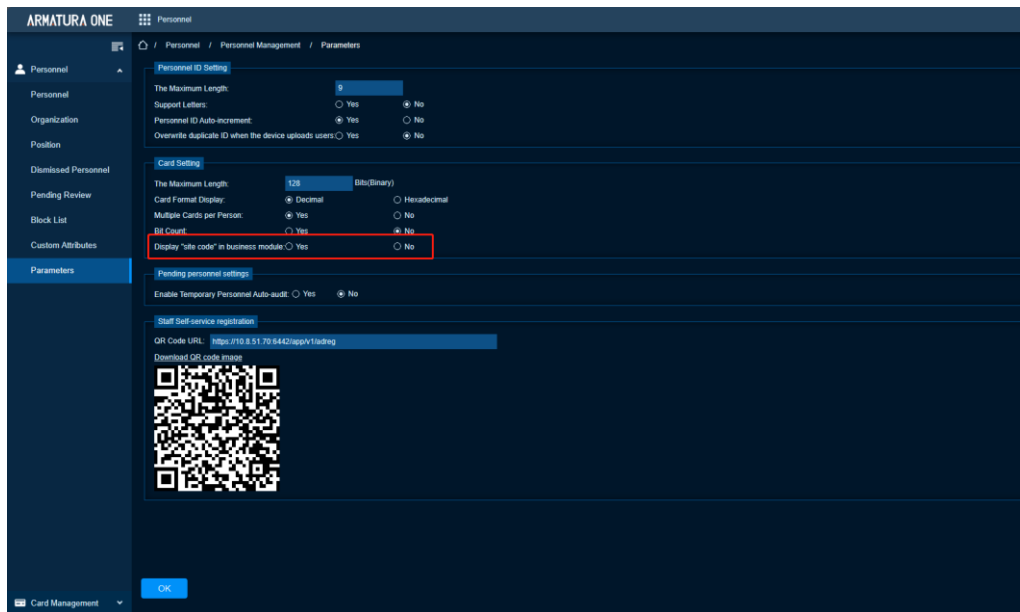 ARMATURA ONE
Personnel
/ Personnel / Personnel Management / Parameters
Personnel
Personnel
Organization
Position
Dismissed Personnel
Pending Review
Block List
Custom Attributes
Parameters
Card Management
Personnel ID Setting
The Maximum Length: 9
Support Letters: Yes No
Personnel ID Auto-increment: Yes No
Overwrite duplicate ID when the device uploads users: Yes No
Card Setting
The Maximum Length: 128 Bits(Binary)
Card Format Display: Decimal Hexadecimal
Multiple Cards per Person: Yes No
Bit Count: Yes No
Display "site code" in business module: Yes No
Pending personnel settings
Enable Temporary Personnel Auto-audit: Yes No
Staff Self-service registration
QR Code URL: https://10.8.51.70:6442/app/v1/adreg
Download QR code image
OK